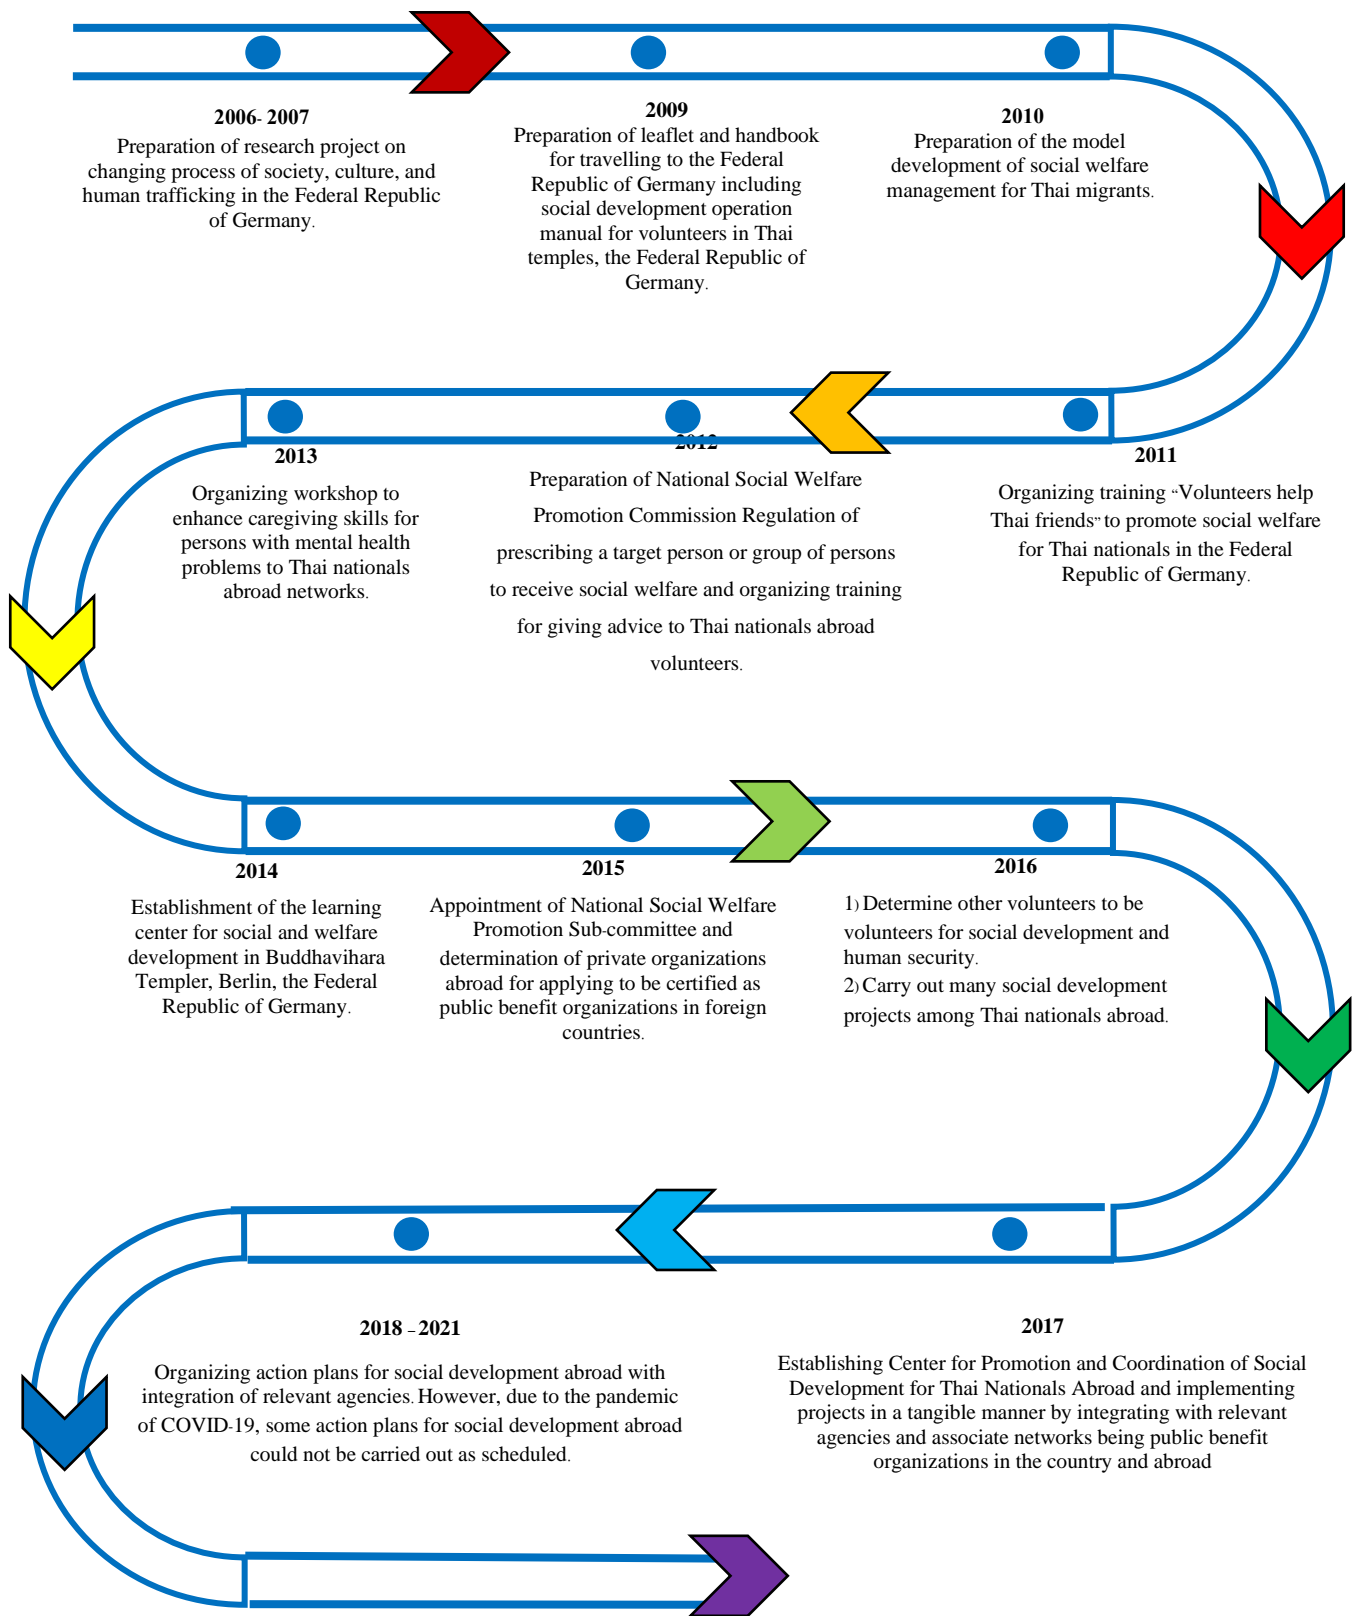 2006- 2007
Preparation of research project on
changing process of society, culture, and
human trafficking in the Federal Republic
of Germany.
2009
Preparation of leaflet and handbook
for travelling to the Federal
Republic of Germany including
social development operation
manual for volunteers in Thai
temples, the Federal Republic of
Germany.
2010
Preparation of the model
development of social welfare
management for Thai migrants.
2011
Organizing training “Volunteers help
Thai friends” to promote social welfare
for Thai nationals in the Federal
Republic of Germany.
2012
Preparation of National Social Welfare
Promotion Commission Regulation of
prescribing a target person or group of persons
to receive social welfare and organizing training
for giving advice to Thai nationals abroad
volunteers.
2013
Organizing workshop to
enhance caregiving skills for
persons with mental health
problems to Thai nationals
abroad networks.
2014
Establishment of the learning
center for social and welfare
development in Buddhavihara
Templer, Berlin, the Federal
Republic of Germany.
2015
Appointment of National Social Welfare
Promotion Sub-committee and
determination of private organizations
abroad for applying to be certified as
public benefit organizations in foreign
countries.
2016
1) Determine other volunteers to be
volunteers for social development and
human security.
2) Carry out many social development
projects among Thai nationals abroad.
2017
Establishing Center for Promotion and Coordination of Social
Development for Thai Nationals Abroad and implementing
projects in a tangible manner by integrating with relevant
agencies and associate networks being public benefit
organizations in the country and abroad
2018 – 2021
Organizing action plans for social development abroad with
integration of relevant agencies. However, due to the pandemic
of COVID-19, some action plans for social development abroad
could not be carried out as scheduled.